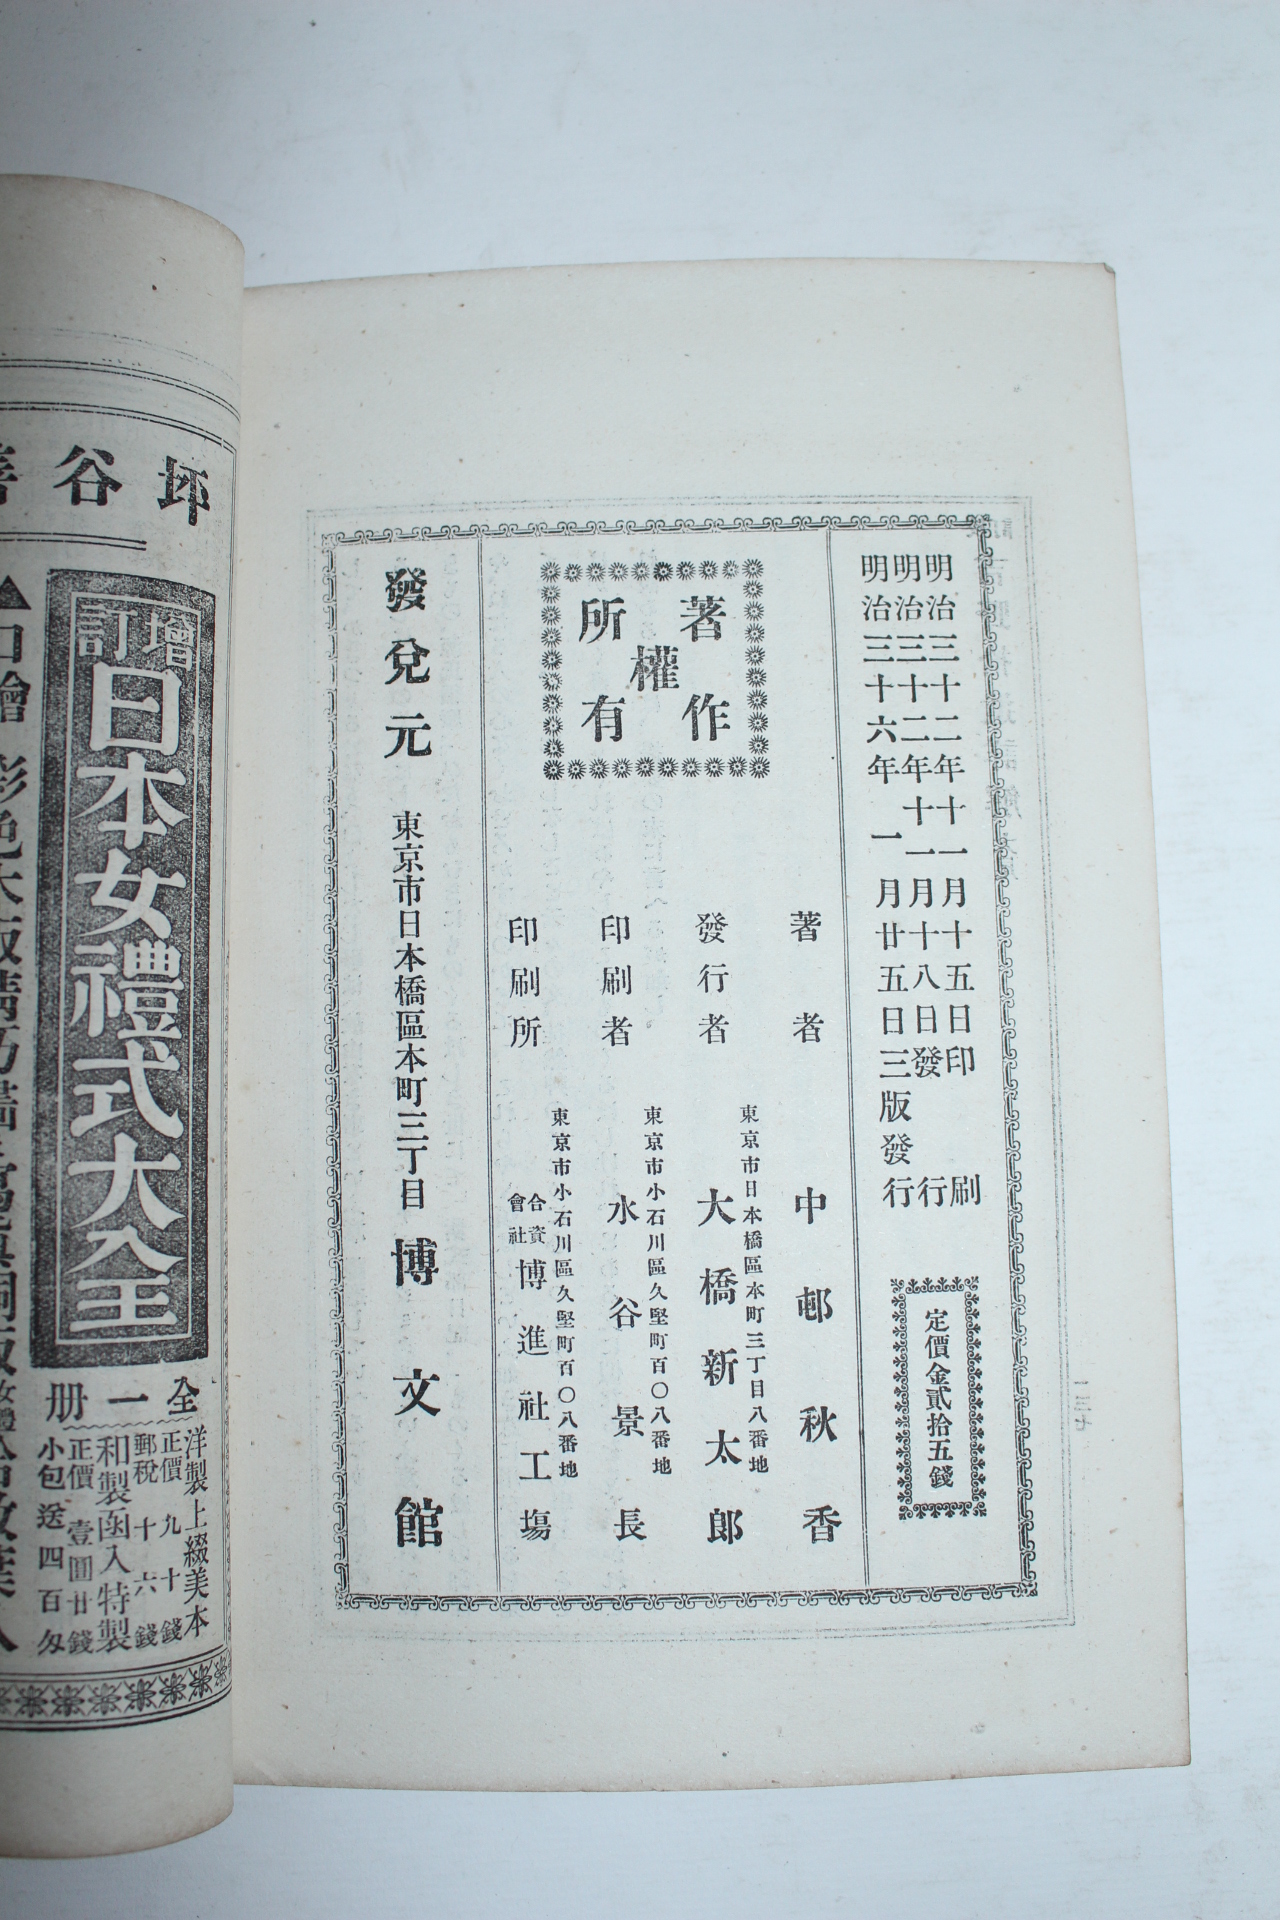 明治三十二年十一月十五日印刷
明治三十二年十一月十八日發行
明治三十六年一月廿五日三版發行
定價金貳拾五錢
著作權所有
著者 中邨秋香
東京市日本橋區本町三丁目八番地
發行者 大橋新太郎
東京市小石川區久堅町百〇八番地
印刷者 水谷景長
東京市小石川區久堅町百〇八番地
印刷所 合資會社 博進社工塲
發兌元 東京市日本橋區本町三丁目 博文館
坪谷善
增訂 日本女禮式大全
全一册
洋製上綴美本
正價九十錢
郵稅十六錢
和製函入特製
正價壹圓廿錢
小包送四百匁